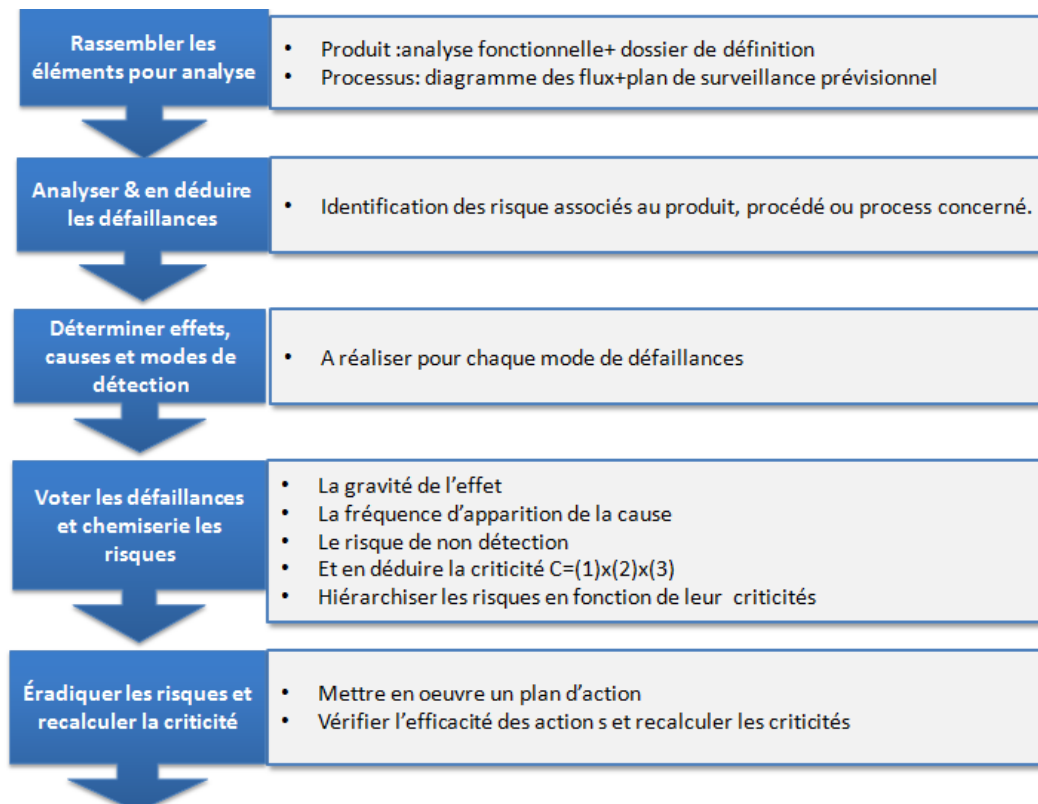 Rassembler les
éléments pour analyse
• Produit :analyse fonctionnelle+ dossier de définition
• Processus: diagramme des flux+plan de surveillance prévisionnel
Analyser & en déduire
les défaillances
• Identification des risque associés au produit, procédé ou process concerné.
Déterminer effets,
causes et modes de
détection
• A réaliser pour chaque mode de défaillances
Voter les défaillances
et chemiserie les
risques
• La gravité de l'effet
• La fréquence d'apparition de la cause
• Le risque de non détection
• Et en déduire la criticité C=(1)x(2)x(3)
• Hiérarchiser les risques en fonction de leur criticités
Éradiquer les risques et
recalculer la criticité
• Mettre en oeuvre un plan d'action
• Vérifier l'efficacité des action s et recalculer les criticités